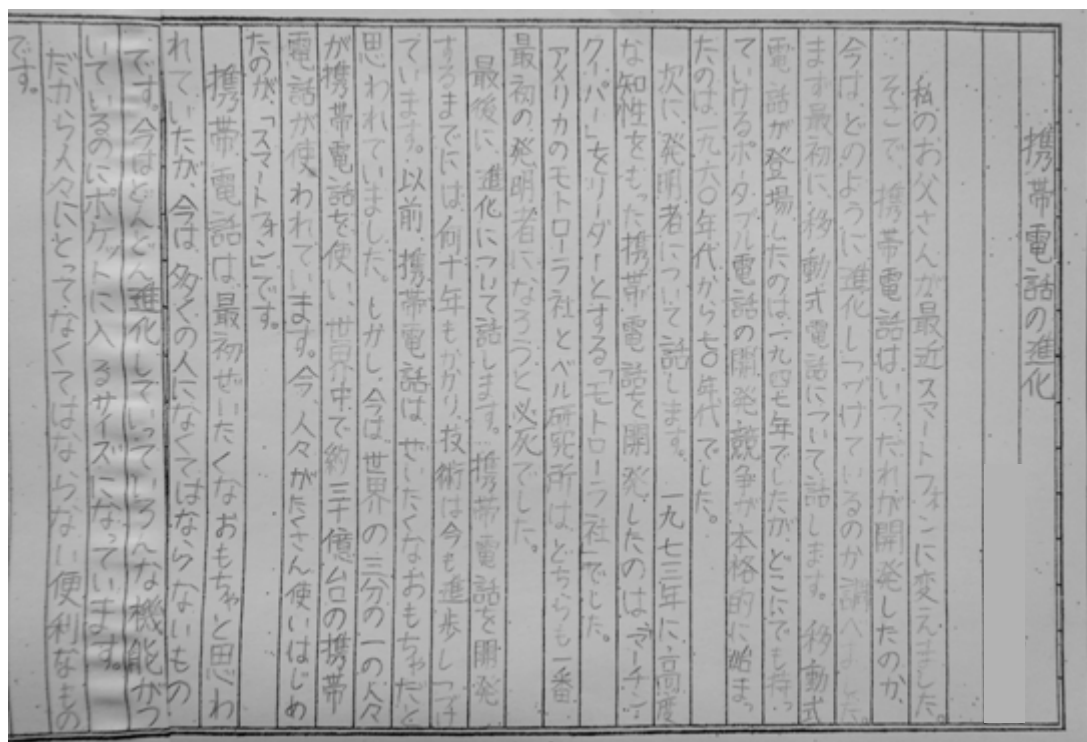 携帯電話の進化
私のお父さんが最近スマートフォンに変えました。
そこで、携帯電話はいつ、だれが開発したのか、
今は、どのように進化しつづけているのか調べました。
まず最初に、移動式電話について話します。移動式
電話が登場したのは一九四七年でしたが、どこにでも持っ
ていけるポータブル電話の開発競争が本格的に始まっ
たのは一九六〇年代から七〇年代でした。
次に、発明者について話します。一九七三年に、高度
な知性をもった携帯電話を開発したのは「マーチン・
クーパー」をリーダーとする「モトローラ社」でした。
アメリカのモトローラ社とベル研究所は、どちらも一番
最初の発明者になろうと必死でした。
最後に、進化について話します。携帯電話を開発
するまでには何十年もかかり、技術は今も進歩しつづけ
ています。以前、携帯電話は、ぜいたくなおもちゃだと
思われていました。しかし、今は、世界の三分の一の人々
が携帯電話を使い、世界中で約三十億台の携帯
電話が使われています。今、人々がたくさん使いはじめ
たのが、「スマートフォン」です。
携帯電話は、最初ぜいたくなおもちゃと思わ
れていたが、今は多くの人になくてはならないもの
です。今はどんどん進化していっていろんな機能がつ
いているのにポケットに入るサイズになっています。
だから人々にとってなくてはならない便利なもの
です。